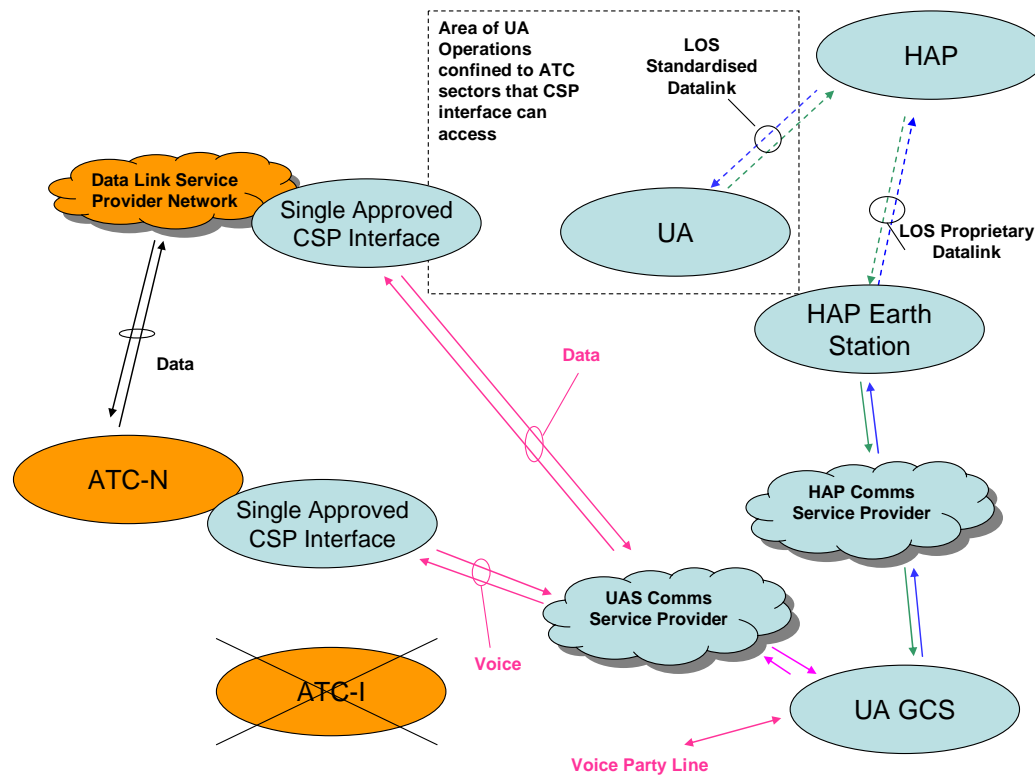 Area of UA
Operations
confined to ATC
sectors that CSP
interface can
access
LOS
Standardised
Datalink
HAP
Data Link Service
Provider Network
Single Approved
CSP Interface
UA
LOS Proprietary
Datalink
HAP Earth
Station
Data
Data
ATC-N
Single Approved
CSP Interface
HAP Comms
Service Provider
UAS Comms
Service Provider
Voice
ATC-I
UA GCS
Voice Party Line